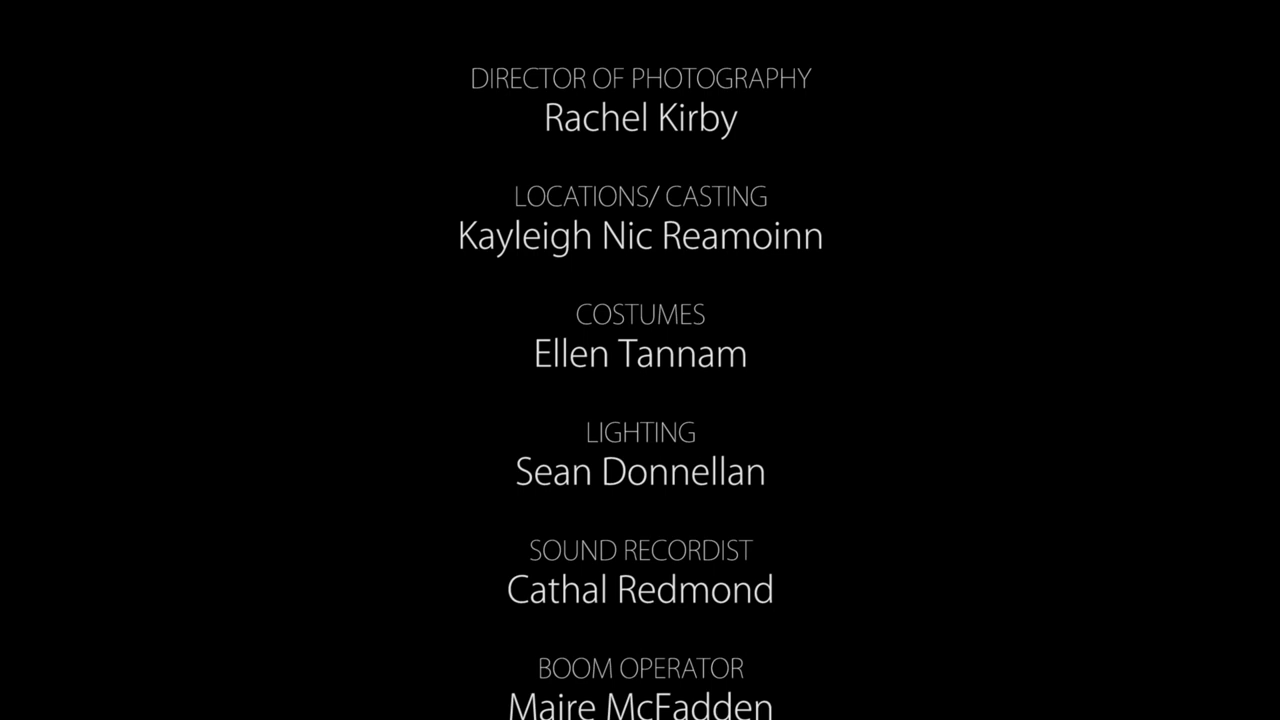 DIRECTOR OF PHOTOGRAPHY
Rachel Kirby
LOCATIONS/ CASTING
Kayleigh Nic Reamoinn
COSTUMES
Ellen Tannam
LIGHTING
Sean Donnellan
SOUND RECORDIST
Cathal Redmond
BOOM OPERATOR
Maire McFadden